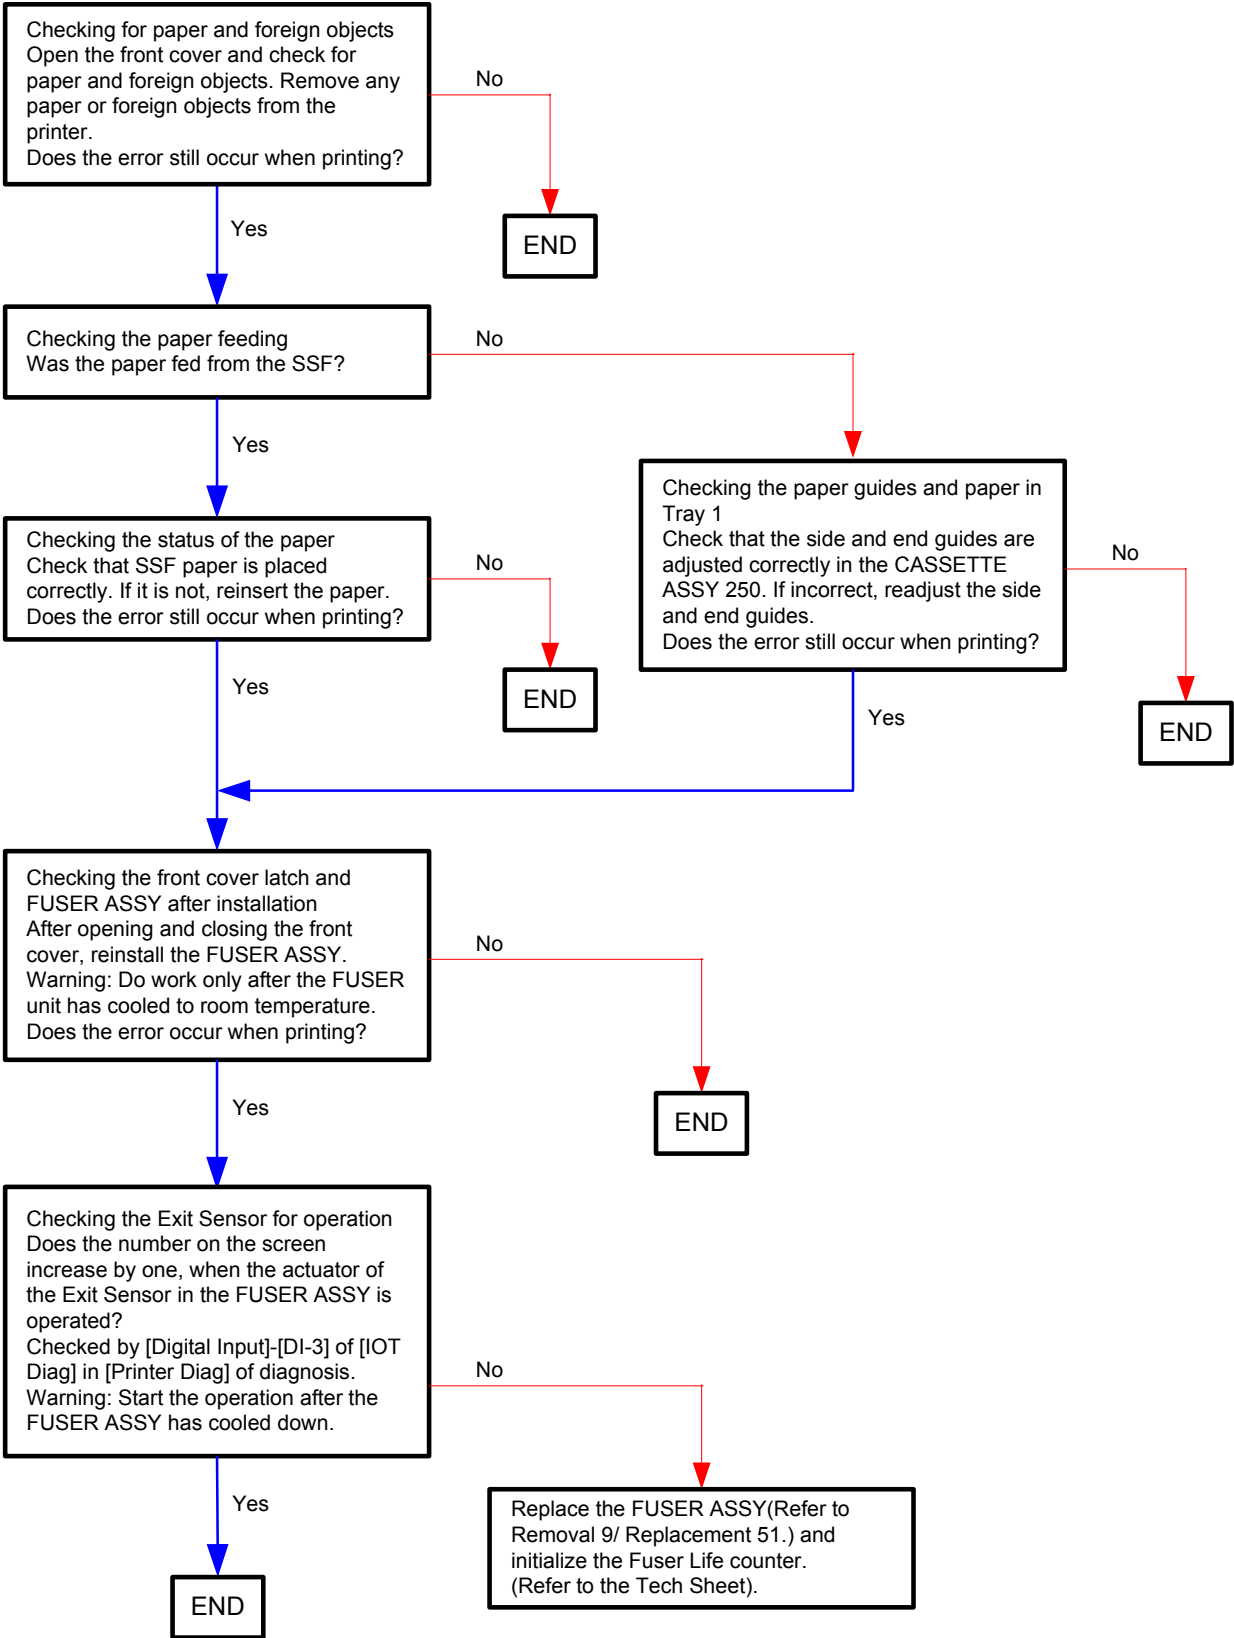 Checking for paper and foreign objects
Open the front cover and check for
paper and foreign objects. Remove any
paper or foreign objects from the
printer.
Does the error still occur when printing?
No
END
Yes
Checking the paper feeding
Was the paper fed from the SSF?
No
Yes
Checking the status of the paper
Check that SSF paper is placed
correctly. If it is not, reinsert the paper.
Does the error still occur when printing?
No
END
Yes
Checking the paper guides and paper in
Tray 1
Check that the side and end guides are
adjusted correctly in the CASSETTE
ASSY 250. If incorrect, readjust the side
and end guides.
Does the error still occur when printing?
No
END
Yes
Checking the front cover latch and
FUSER ASSY after installation
After opening and closing the front
cover, reinstall the FUSER ASSY.
Warning: Do work only after the FUSER
unit has cooled to room temperature.
Does the error occur when printing?
No
END
Yes
Checking the Exit Sensor for operation
Does the number on the screen
increase by one, when the actuator of
the Exit Sensor in the FUSER ASSY is
operated?
Checked by [Digital Input]-[DI-3] of [IOT
Diag] in [Printer Diag] of diagnosis.
Warning: Start the operation after the
FUSER ASSY has cooled down.
No
Yes
Replace the FUSER ASSY(Refer to
Removal 9/ Replacement 51.) and
initialize the Fuser Life counter.
(Refer to the Tech Sheet).
END